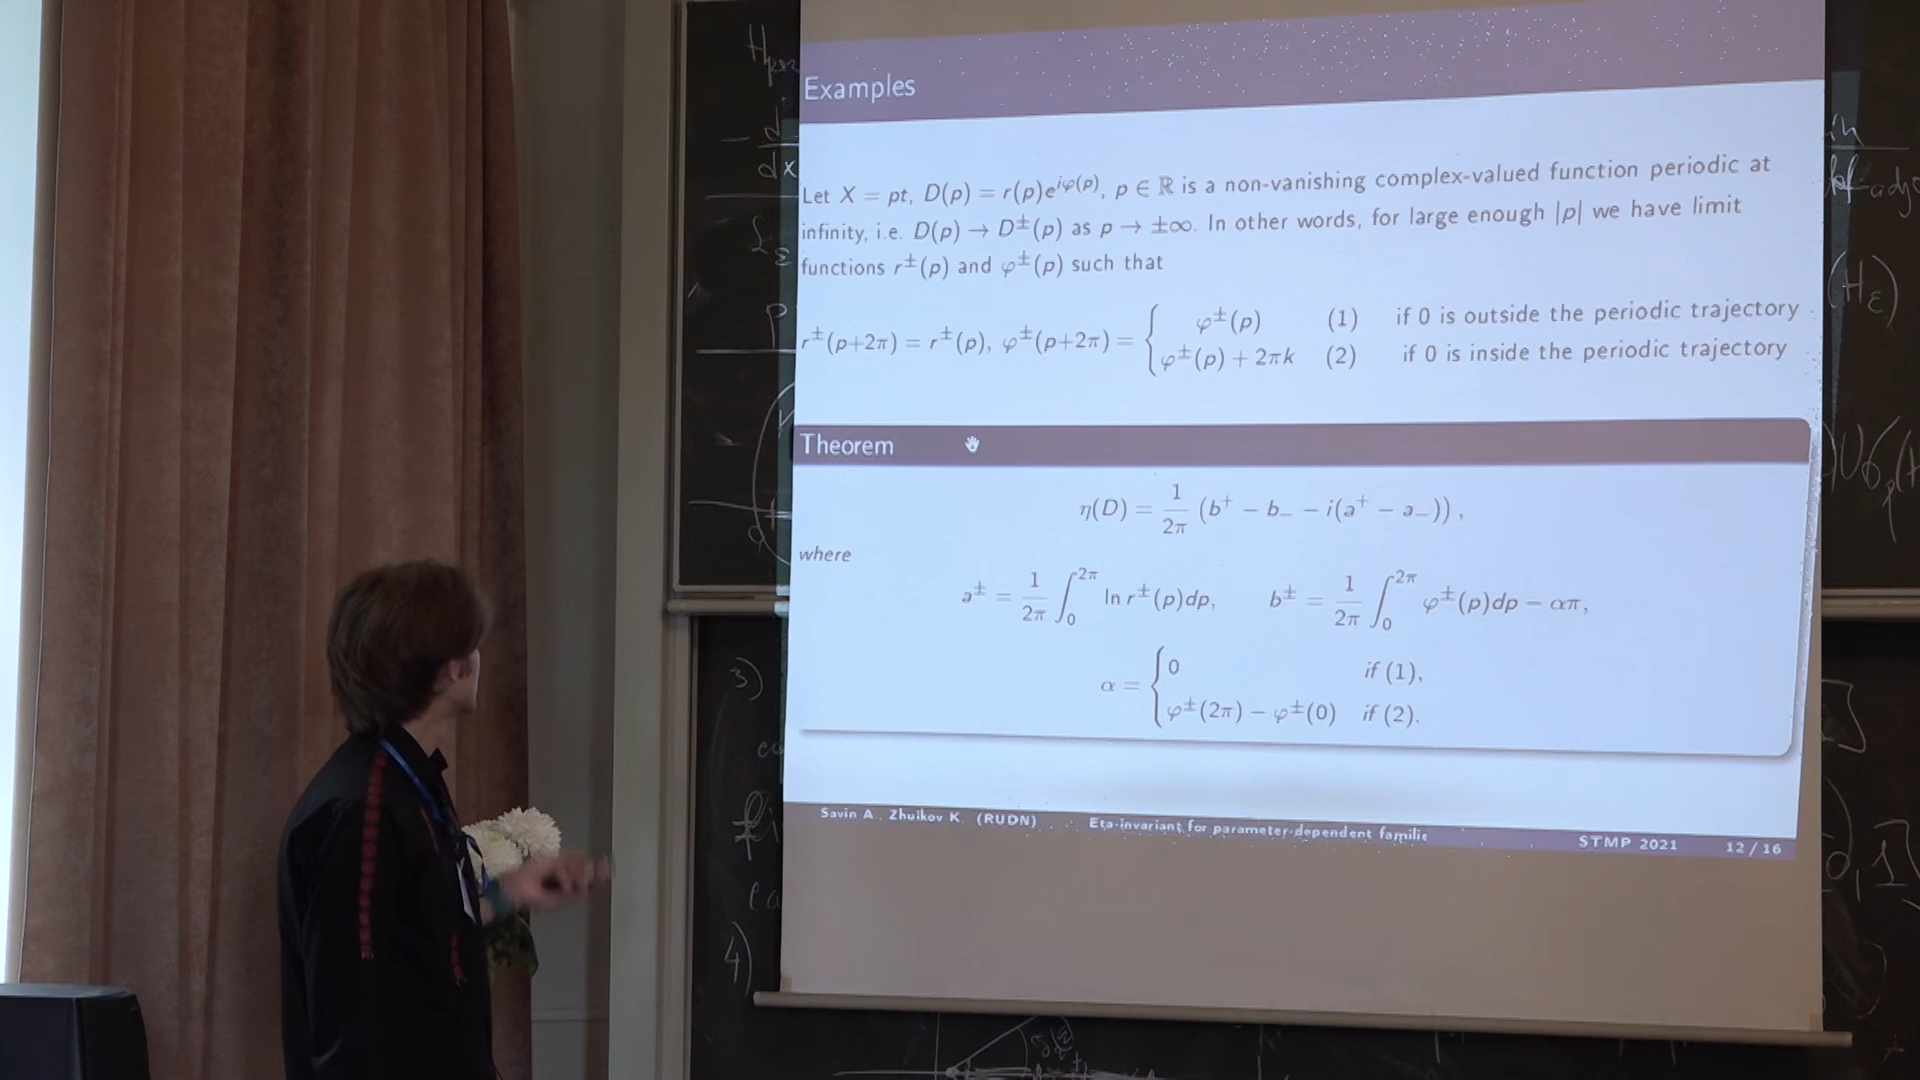 Examples
Let X = pt, D(p) = r(p)e^{iφ(p)}, p ∈ ℝ is a non-vanishing complex-valued function periodic at
infinity, i.e. D(p) → D^±(p) as p → ±∞. In other words, for large enough |p| we have limit
functions r^±(p) and φ^±(p) such that
r^±(p+2π) = r^±(p), φ^±(p+2π) = { φ^±(p) (1) if 0 is outside the periodic trajectory
φ^±(p) + 2πk (2) if 0 is inside the periodic trajectory
Theorem
η(D) = 1/2π (b^+ − b_− − i(a^+ − a_−)),
where
a^± = 1/2π ∫_0^{2π} ln r^±(p)dp, b^± = 1/2π ∫_0^{2π} φ^±(p)dp − απ,
α = { 0 if (1),
φ^±(2π) − φ^±(0) if (2).
Savin A., Zhuikov K. (RUDN) Eta-invariant for parameter-dependent familie STMP 2021 12 / 16
3)
4)